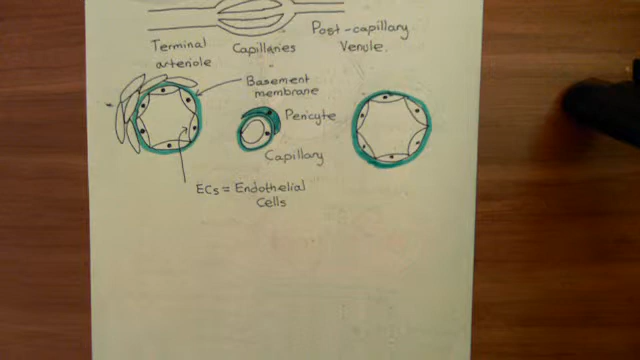 Terminal
arteriole
Capillaries
Post-capillary
Venule.
Basement
membrane
Pericyte
Capillary
ECs = Endothelial
Cells